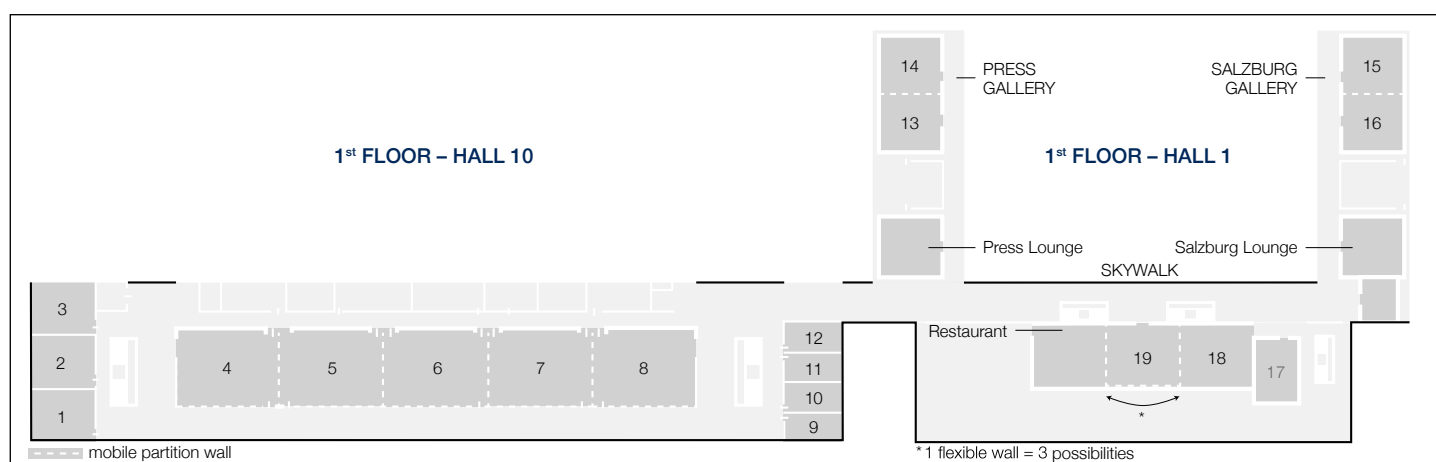 14
13
PRESS
GALLERY
SALZBURG
GALLERY
15
16
1st FLOOR – HALL 10
1st FLOOR – HALL 1
Press Lounge
Salzburg Lounge
SKYWALK
3
2
1
4
5
6
7
8
12
11
10
9
Restaurant
19
18
17
*
mobile partition wall
* 1 flexible wall = 3 possibilities